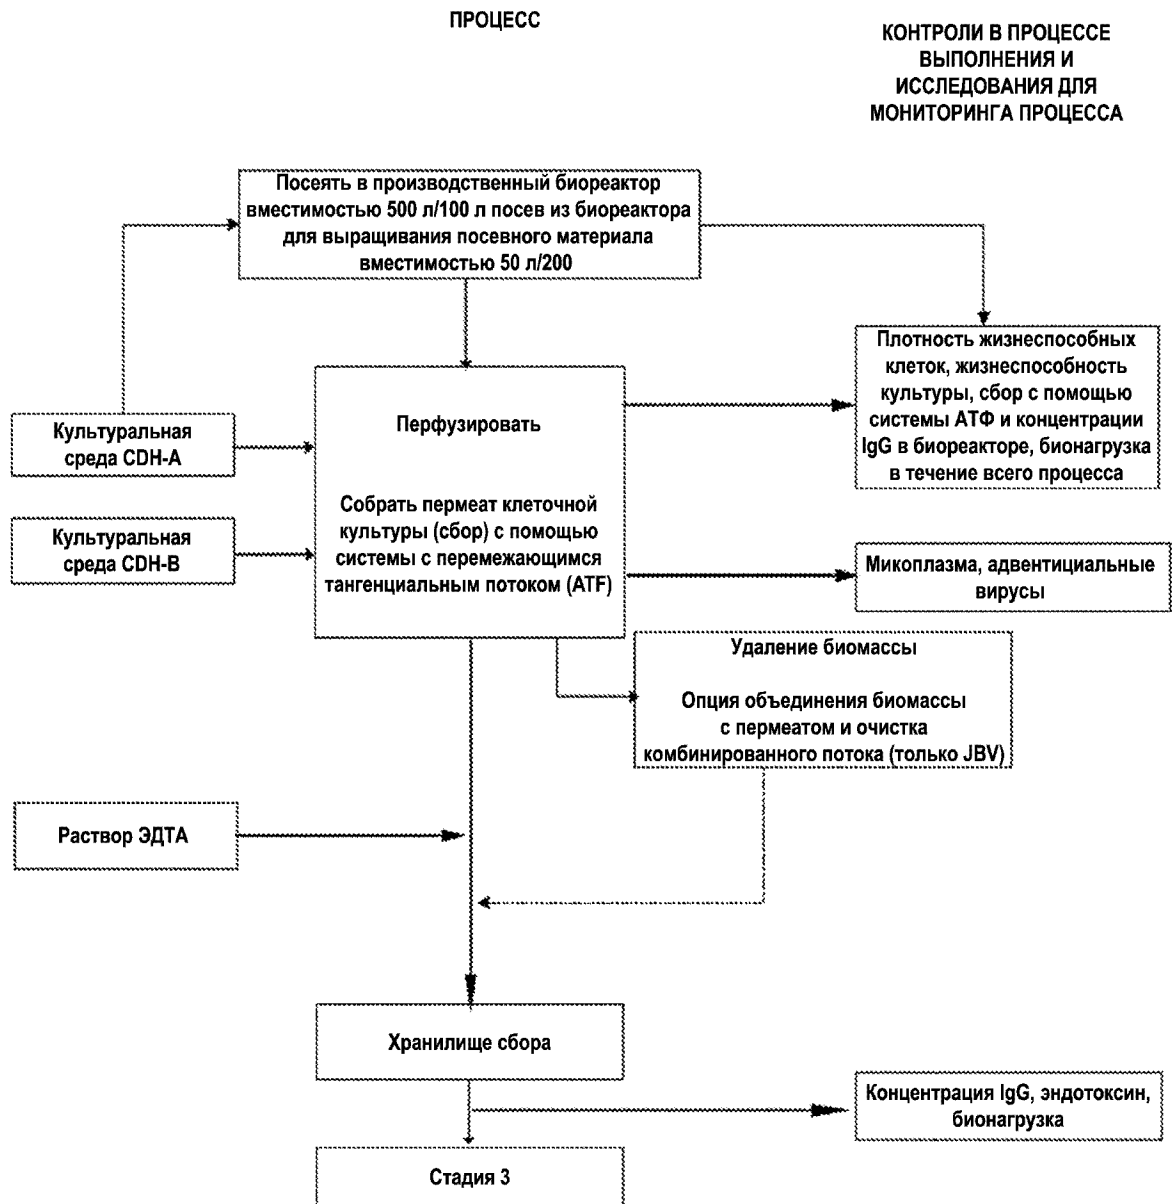 ПРОЦЕСС
КОНТРОЛИ В ПРОЦЕССЕ
ВЫПОЛНЕНИЯ И
ИССЛЕДОВАНИЯ ДЛЯ
МОНИТОРИНГА ПРОЦЕССА
Посеять в производственный биореактор
вместимостью 500 л/100 л посев из биореактора
для выращивания посевного материала
вместимостью 50 л/200
Плотность жизнеспособных
клеток, жизнеспособность
культуры, сбор с помощью
системы АТФ и концентрации
IgG в биореакторе, бионагрузка
в течение всего процесса
Культуральная
среда CDH-A
Перфузировать
Собрать пермеат клеточной
культуры (сбор) с помощью
системы с перемежающимся
тангенциальным потоком (ATF)
Культуральная
среда CDH-B
Микоплазма, адвентициальные
вирусы
Удаление биомассы
Опция объединения биомассы
с пермеатом и очистка
комбинированного потока (только JBV)
Раствор ЭДТА
Хранилище сбора
Концентрация IgG, эндотоксин,
бионагрузка
Стадия 3